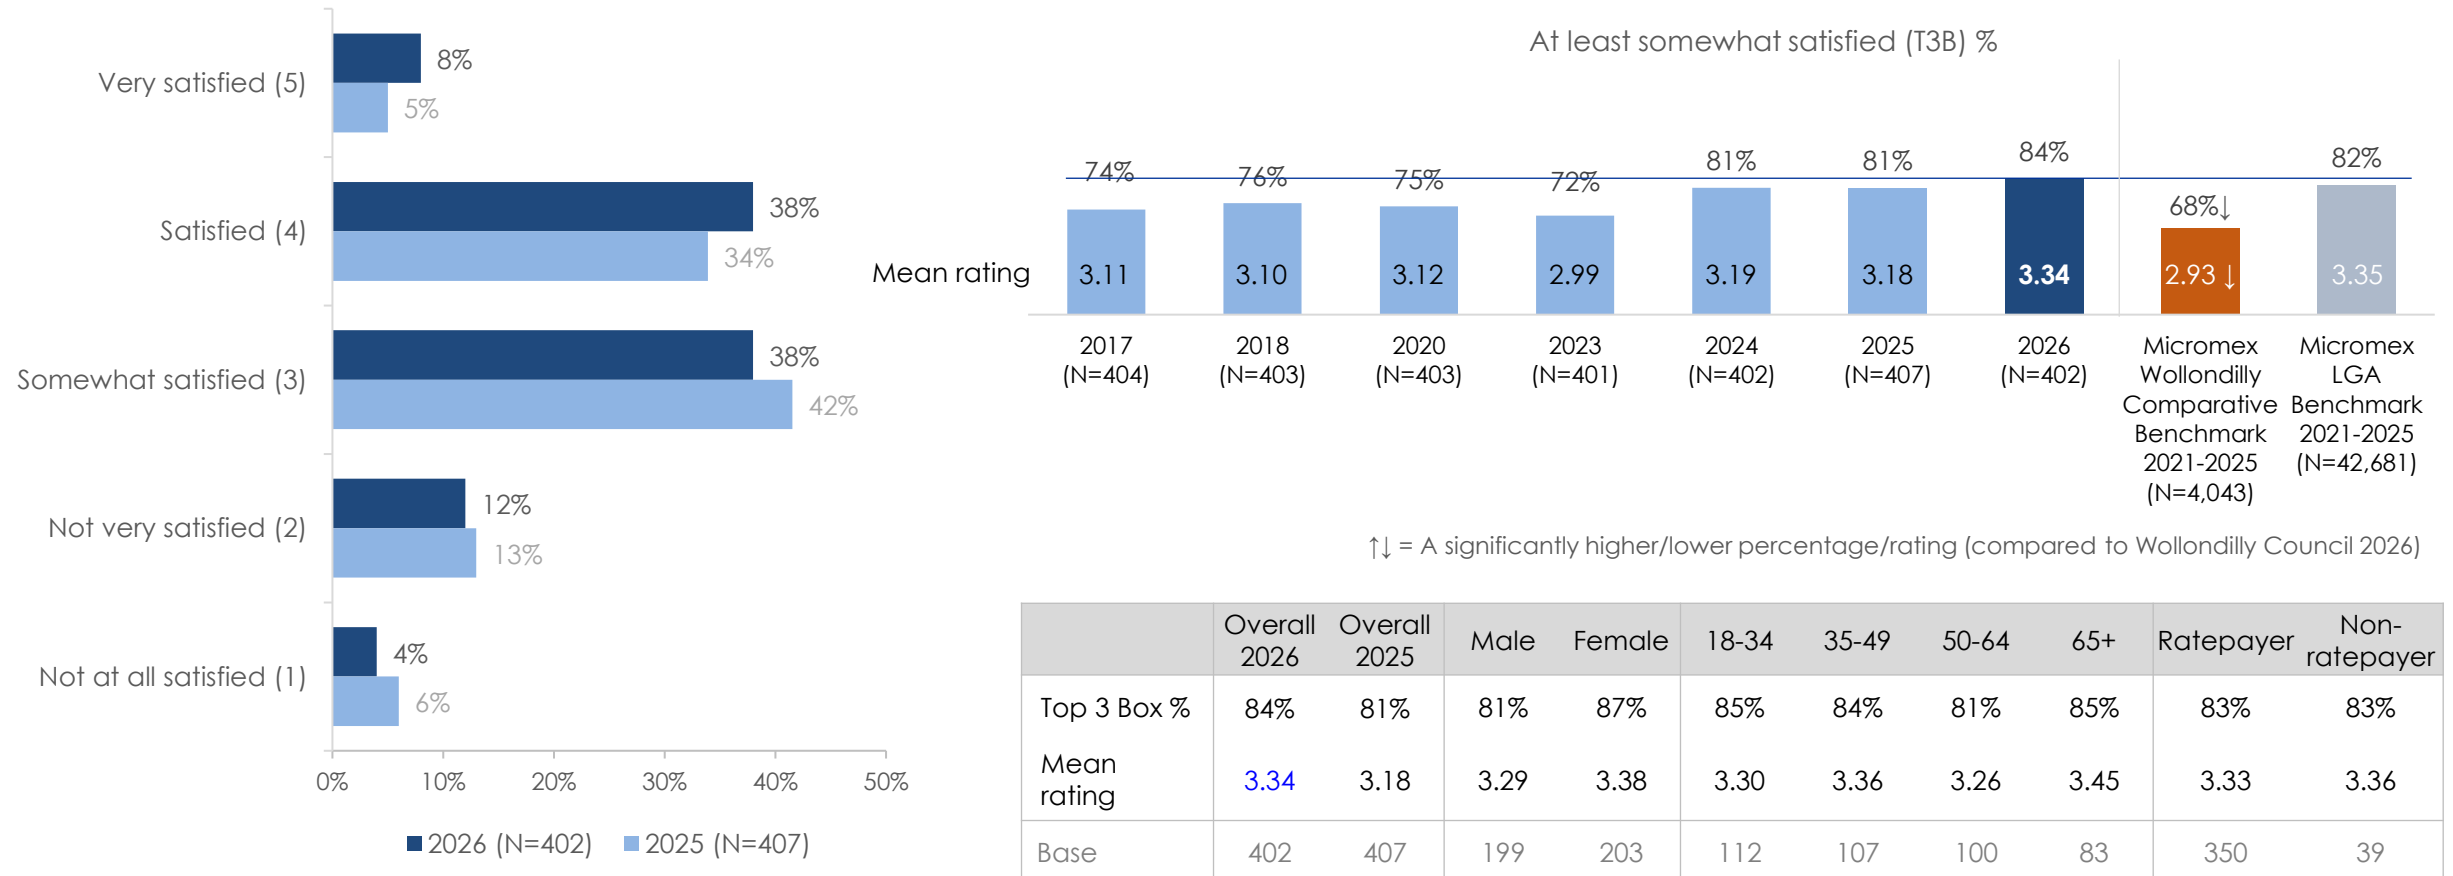 Very satisfied (5)
8%
5%
Satisfied (4)
38%
34%
Somewhat satisfied (3)
38%
42%
Not very satisfied (2)
12%
13%
Not at all satisfied (1)
4%
6%
0% 10% 20% 30% 40% 50%
2026 (N=402) 2025 (N=407)
At least somewhat satisfied (T3B) %
74% 76% 75% 72% 81% 81% 84% 68%↓ 82%
Mean rating 3.11 3.10 3.12 2.99 3.19 3.18 3.34 2.93 ↓ 3.35
2017
(N=404)
2018
(N=403)
2020
(N=403)
2023
(N=401)
2024
(N=402)
2025
(N=407)
2026
(N=402)
Micromex
Wollondilly
Comparative
Benchmark
2021-2025
(N=4,043)
Micromex
LGA
Benchmark
2021-2025
(N=42,681)
↑↓ = A significantly higher/lower percentage/rating (compared to Wollondilly Council 2026)
Overall
2026
Overall
2025
Male Female 18-34 35-49 50-64 65+ Ratepayer
Non-
ratepayer
Top 3 Box % 84% 81% 81% 87% 85% 84% 81% 85% 83% 83%
Mean
rating
3.34 3.18 3.29 3.38 3.30 3.36 3.26 3.45 3.33 3.36
Base 402 407 199 203 112 107 100 83 350 39